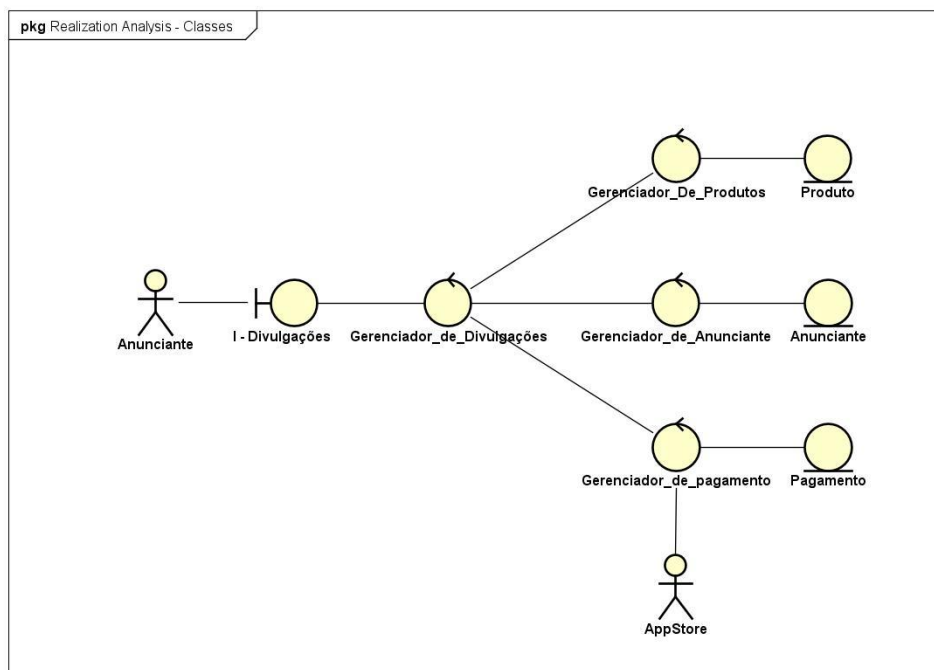 pkg Realization Analysis - Classes
Gerenciador_De_Produtos
Produto
Anunciante
I - Divulgações
Gerenciador_de_Divulgações
Gerenciador_de_Anunciante
Anunciante
Gerenciador_de_pagamento
Pagamento
AppStore